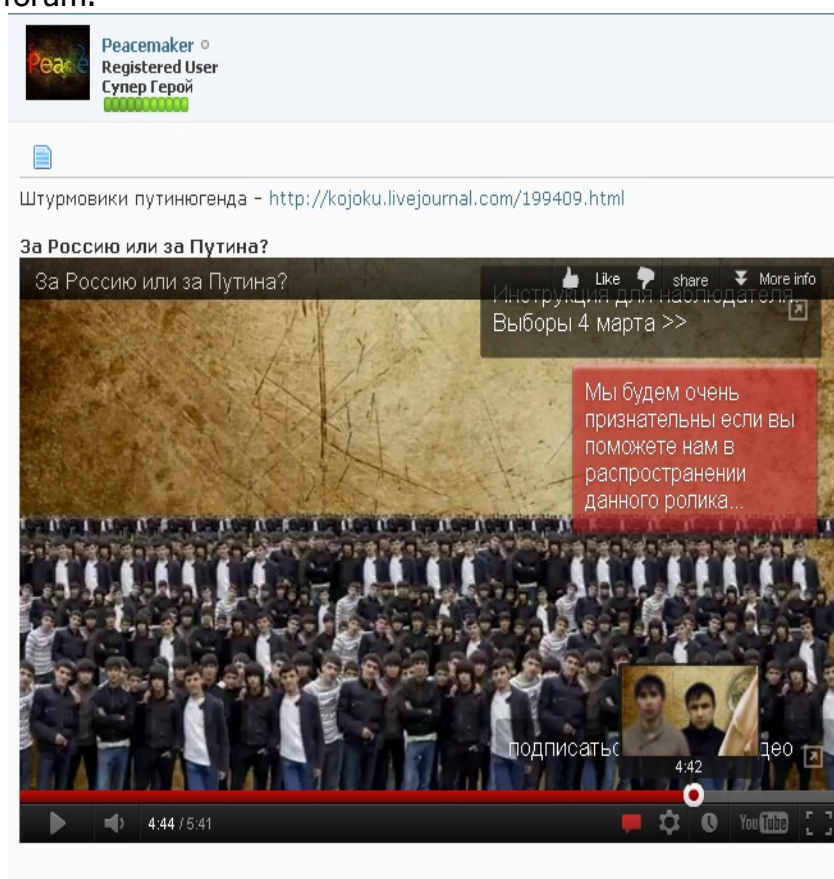 forum:
Peace
Peacemaker
Registered User
Супер Герой
Штурмовики путинюгенда - http://kojoku.livejournal.com/199409.html
За Россию или за Путина?
За Россию или за Путина?
Like share More info
Инструкция для наблюдателя.
Выборы 4 марта >>
Мы будем очень
признательны если вы
поможете нам в
распространении
данного ролика...
4:42
4:44 / 5:41
YouTube